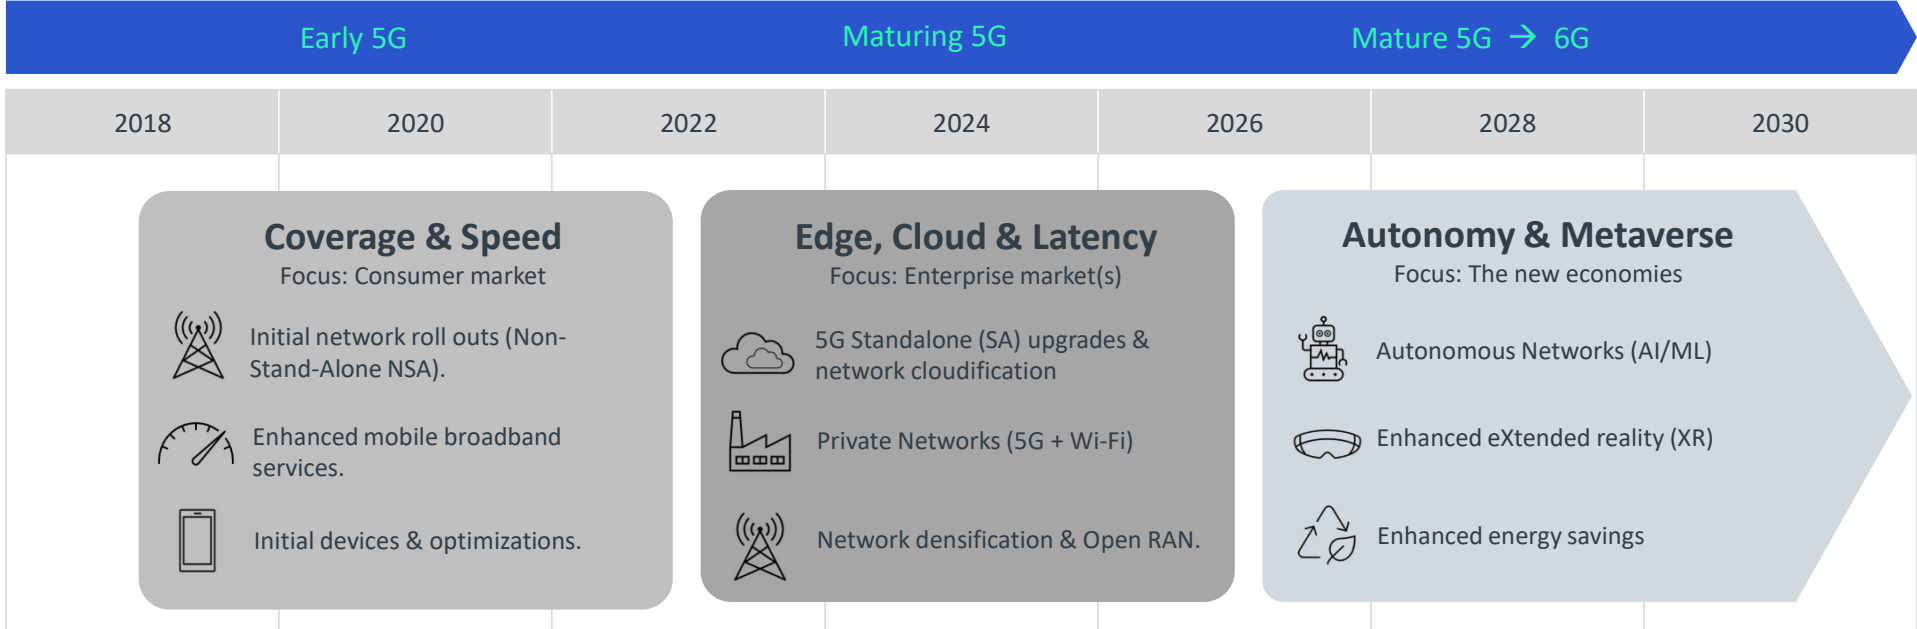 Early 5G
Maturing 5G
Mature 5G → 6G
2018
2020
2022
2024
2026
2028
2030
Coverage & Speed
Focus: Consumer market
Initial network roll outs (Non-
Stand-Alone NSA).
Enhanced mobile broadband
services.
Initial devices & optimizations.
Edge, Cloud & Latency
Focus: Enterprise market(s)
5G Standalone (SA) upgrades &
network cloudification
Private Networks (5G + Wi-Fi)
Network densification & Open RAN.
Autonomy & Metaverse
Focus: The new economies
Autonomous Networks (AI/ML)
Enhanced eXtended reality (XR)
Enhanced energy savings